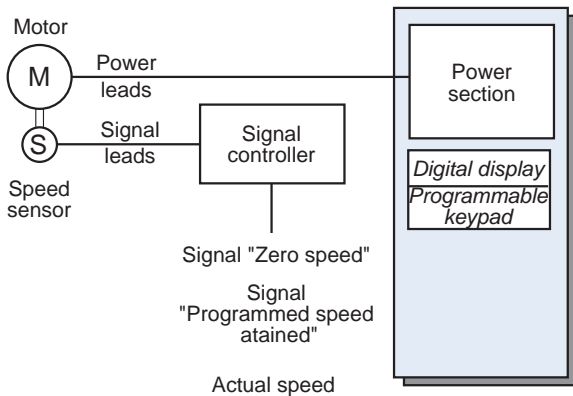 Motor
M
Power
leads
Power
section
S
Signal
leads
Signal
controller
Digital display
Programmable
keypad
Speed
sensor
Signal "Zero speed"
Signal
"Programmed speed
atained"
Actual speed